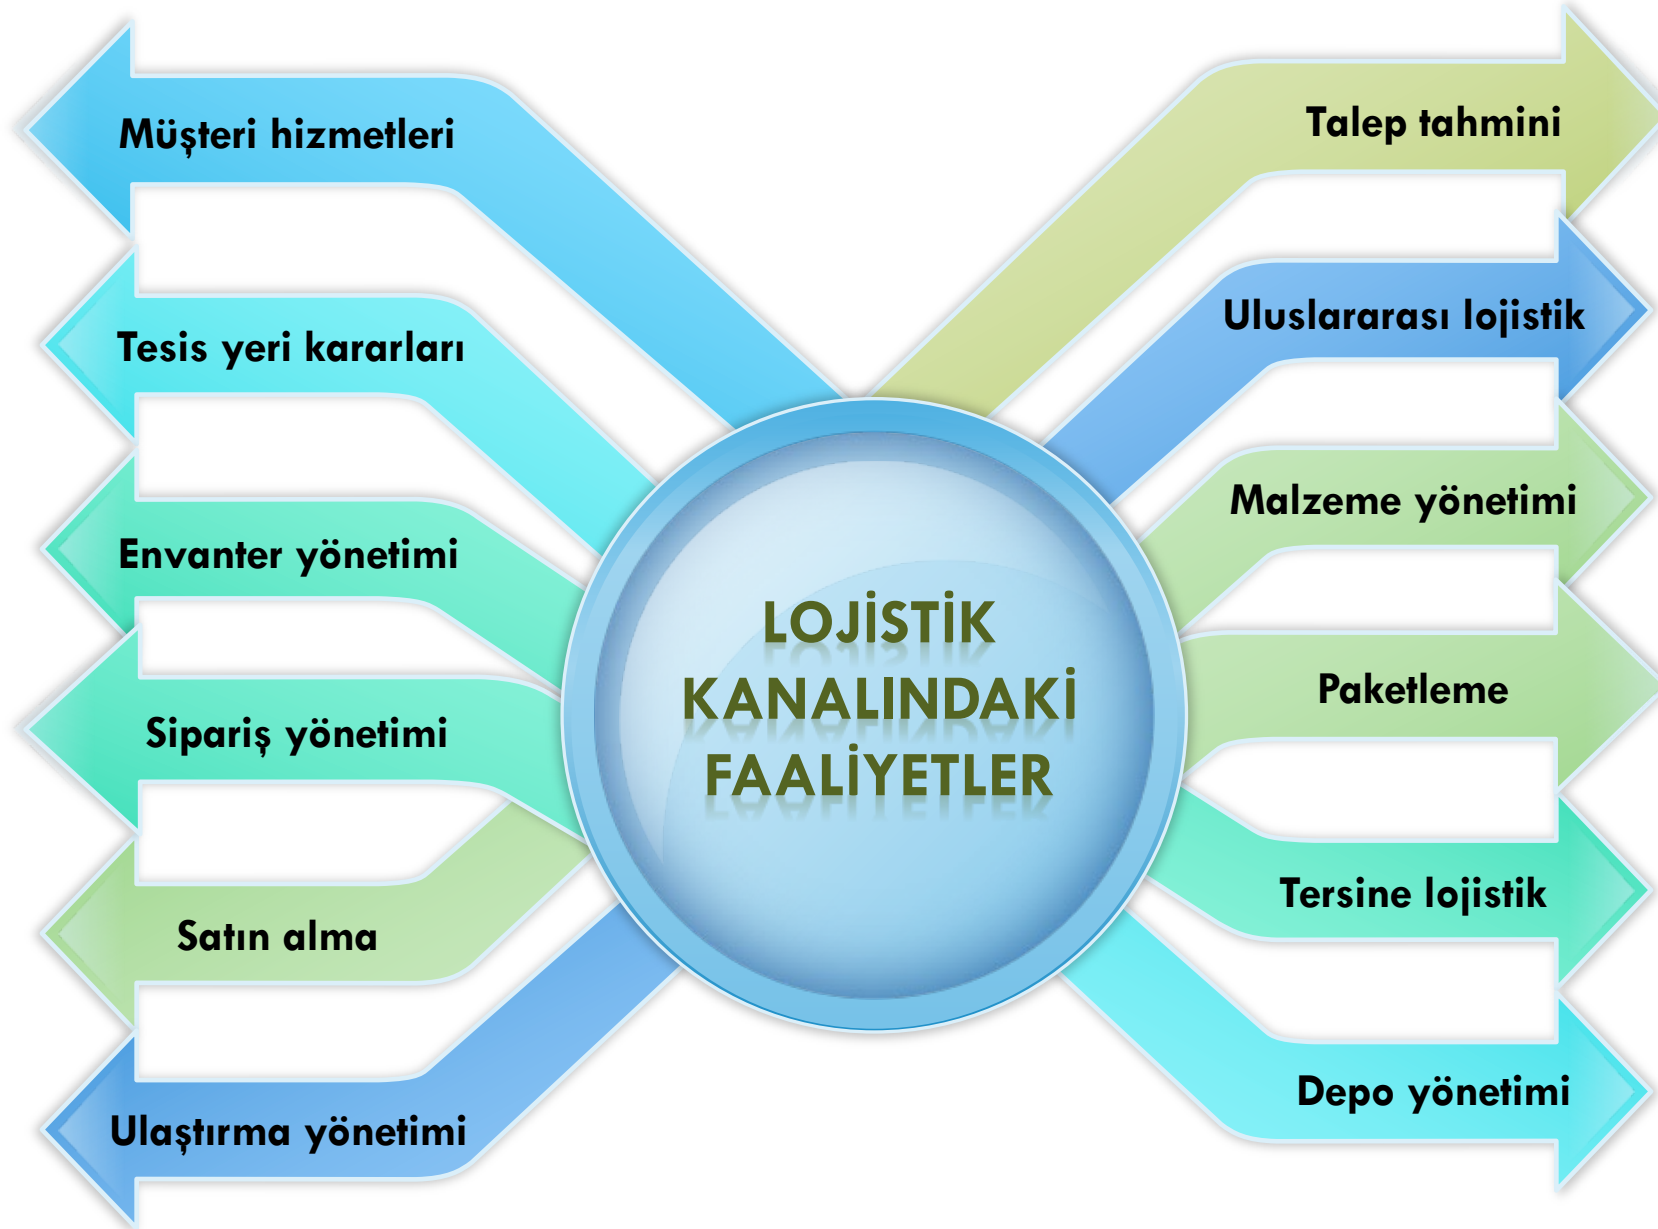 Müşteri hizmetleri
Tesis yeri kararları
Envanter yönetimi
Sipariş yönetimi
Satın alma
Ulaştırma yönetimi
LOJİSTİK
KANALINDAKİ
FAALİYETLER
Talep tahmini
Uluslararası lojistik
Malzeme yönetimi
Paketleme
Tersine lojistik
Depo yönetimi